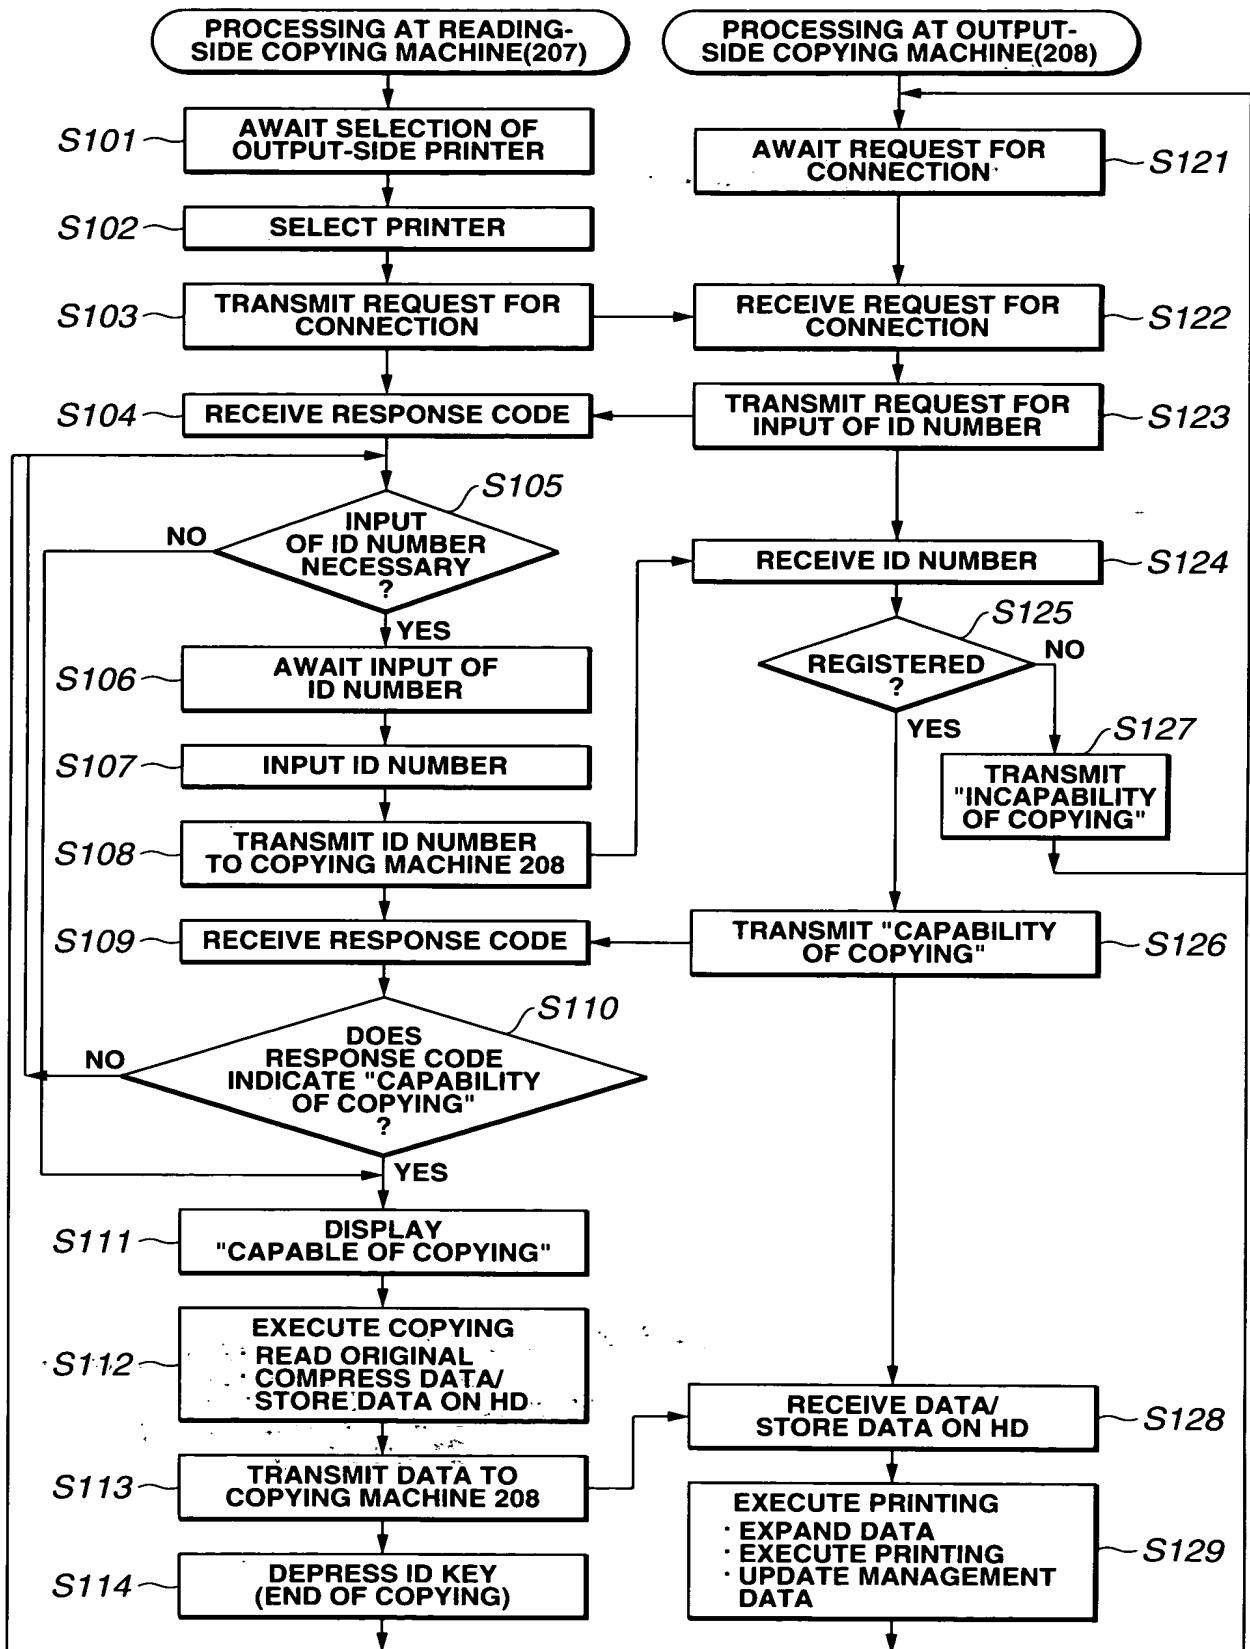 PROCESSING AT READING-
SIDE COPYING MACHINE(207)
S101
AWAIT SELECTION OF
OUTPUT-SIDE PRINTER
S102
SELECT PRINTER
S103
TRANSMIT REQUEST FOR
CONNECTION
S104
RECEIVE RESPONSE CODE
S105
INPUT
OF ID NUMBER
NECESSARY
?
NO
YES
S106
AWAIT INPUT OF
ID NUMBER
S107
INPUT ID NUMBER
S108
TRANSMIT ID NUMBER
TO COPYING MACHINE 208
S109
RECEIVE RESPONSE CODE
S110
DOES
RESPONSE CODE
INDICATE "CAPABILITY
OF COPYING"
?
NO
YES
S111
DISPLAY
"CAPABLE OF COPYING"
S112
EXECUTE COPYING
· READ ORIGINAL
· COMPRESS DATA/
STORE DATA ON HD
S113
TRANSMIT DATA TO
COPYING MACHINE 208
S114
DEPRESS ID KEY
(END OF COPYING)
PROCESSING AT OUTPUT-
SIDE COPYING MACHINE(208)
AWAIT REQUEST FOR
CONNECTION
S121
RECEIVE REQUEST FOR
CONNECTION
S122
TRANSMIT REQUEST FOR
INPUT OF ID NUMBER
S123
RECEIVE ID NUMBER
S124
S125
REGISTERED
?
NO
YES
S127
TRANSMIT
"INCAPABILITY
OF COPYING"
TRANSMIT "CAPABILITY
OF COPYING"
S126
RECEIVE DATA/
STORE DATA ON HD
S128
EXECUTE PRINTING
· EXPAND DATA
· EXECUTE PRINTING
· UPDATE MANAGEMENT
DATA
S129